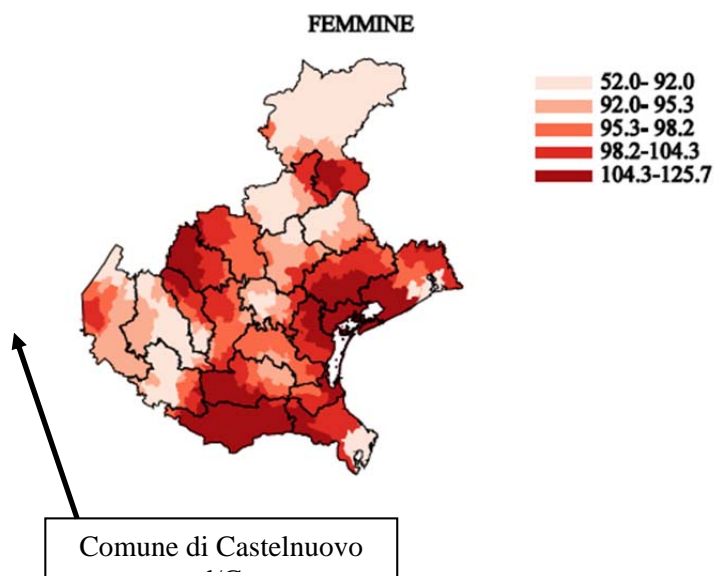 FEMMINE
52.0- 92.0
92.0- 95.3
95.3- 98.2
98.2-104.3
104.3-125.7
Comune di Castelnuovo